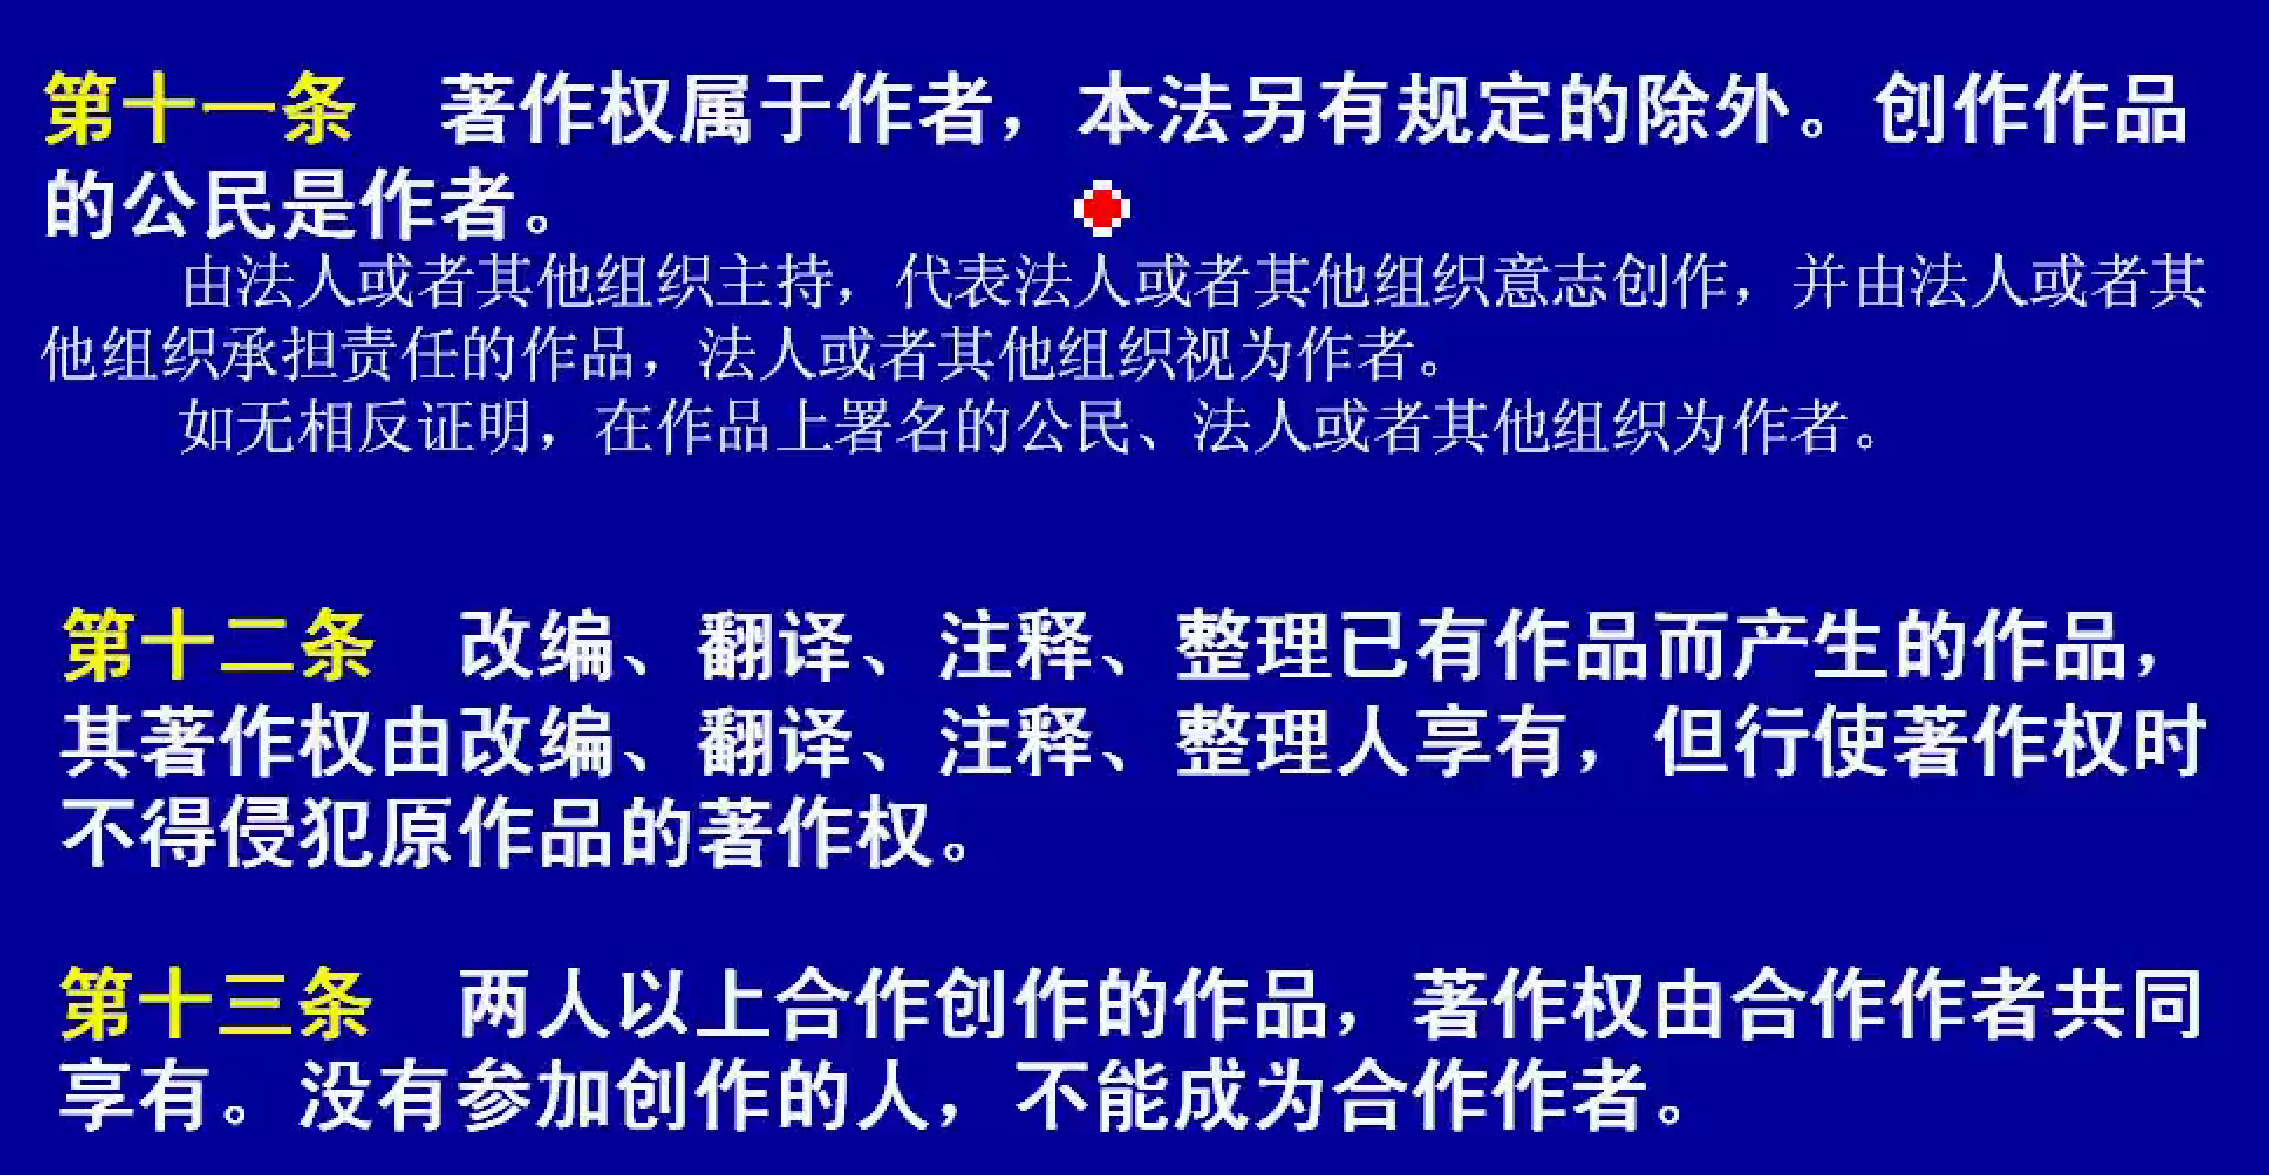 第十一条 著作权属于作者，本法另有规定的除外。创作作品
的公民是作者。
由法人或者其他组织主持，代表法人或者其他组织意志创作，并由法人或者其
他组织承担责任的作品，法人或者其他组织视为作者。
如无相反证明，在作品上署名的公民、法人或者其他组织为作者。
第十二条 改编、翻译、注释、整理已有作品而产生的作品，
其著作权由改编、翻译、注释、整理人享有，但行使著作权时
不得侵犯原作品的著作权。
第十三条 两人以上合作创作的作品，著作权由合作作者共同
享有。没有参加创作的人，不能成为合作作者。